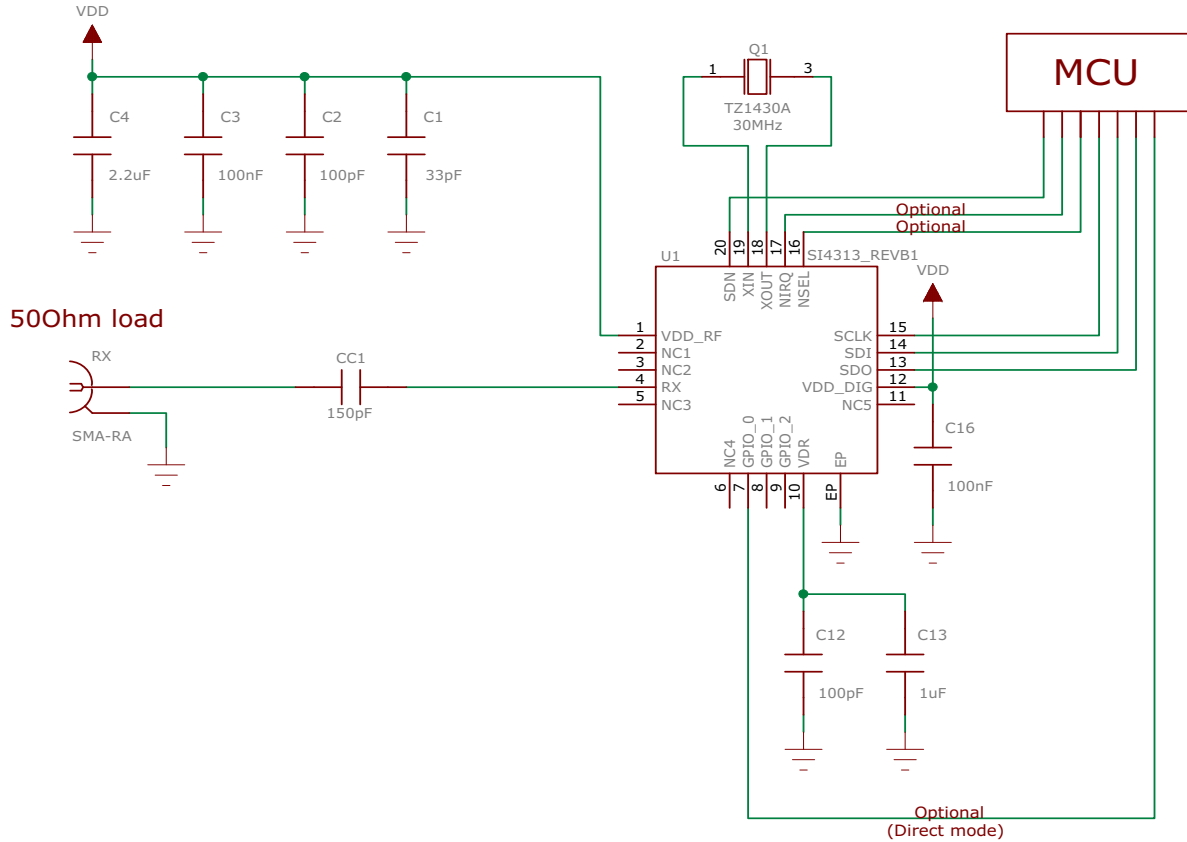 VDD
C4
2.2uF
C3
100nF
C2
100pF
C1
33pF
Q1
1
3
TZ1430A
30MHz
MCU
Optional
Optional
50Ohm load
RX
SMA-RA
CC1
150pF
U1
SI4313_REVB1
20
19
18
17
16
SDN
XIN
XOUT
NIRQ
NSEL
1
VDD_RF
2
NC1
3
NC2
4
RX
5
NC3
SCLK
15
SDI
14
SDO
13
VDD_DIG
12
NC5
11
NC4
GPIO_0
GPIO_1
GPIO_2
VDR
EP
6
7
8
9
10
EP
VDD
C16
100nF
C12
100pF
C13
1uF
Optional
(Direct mode)